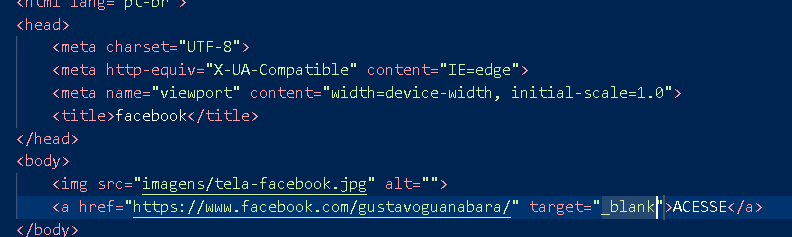 <html lang="pt-br">
<head>
<meta charset="UTF-8">
<meta http-equiv="X-UA-Compatible" content="IE=edge">
<meta name="viewport" content="width=device-width, initial-scale=1.0">
<title>facebook</title>
</head>
<body>
<img src="imagens/tela-facebook.jpg" alt="">
<a href="https://www.facebook.com/gustavoguanabara/" target="_blank">ACESSE</a>
</body>